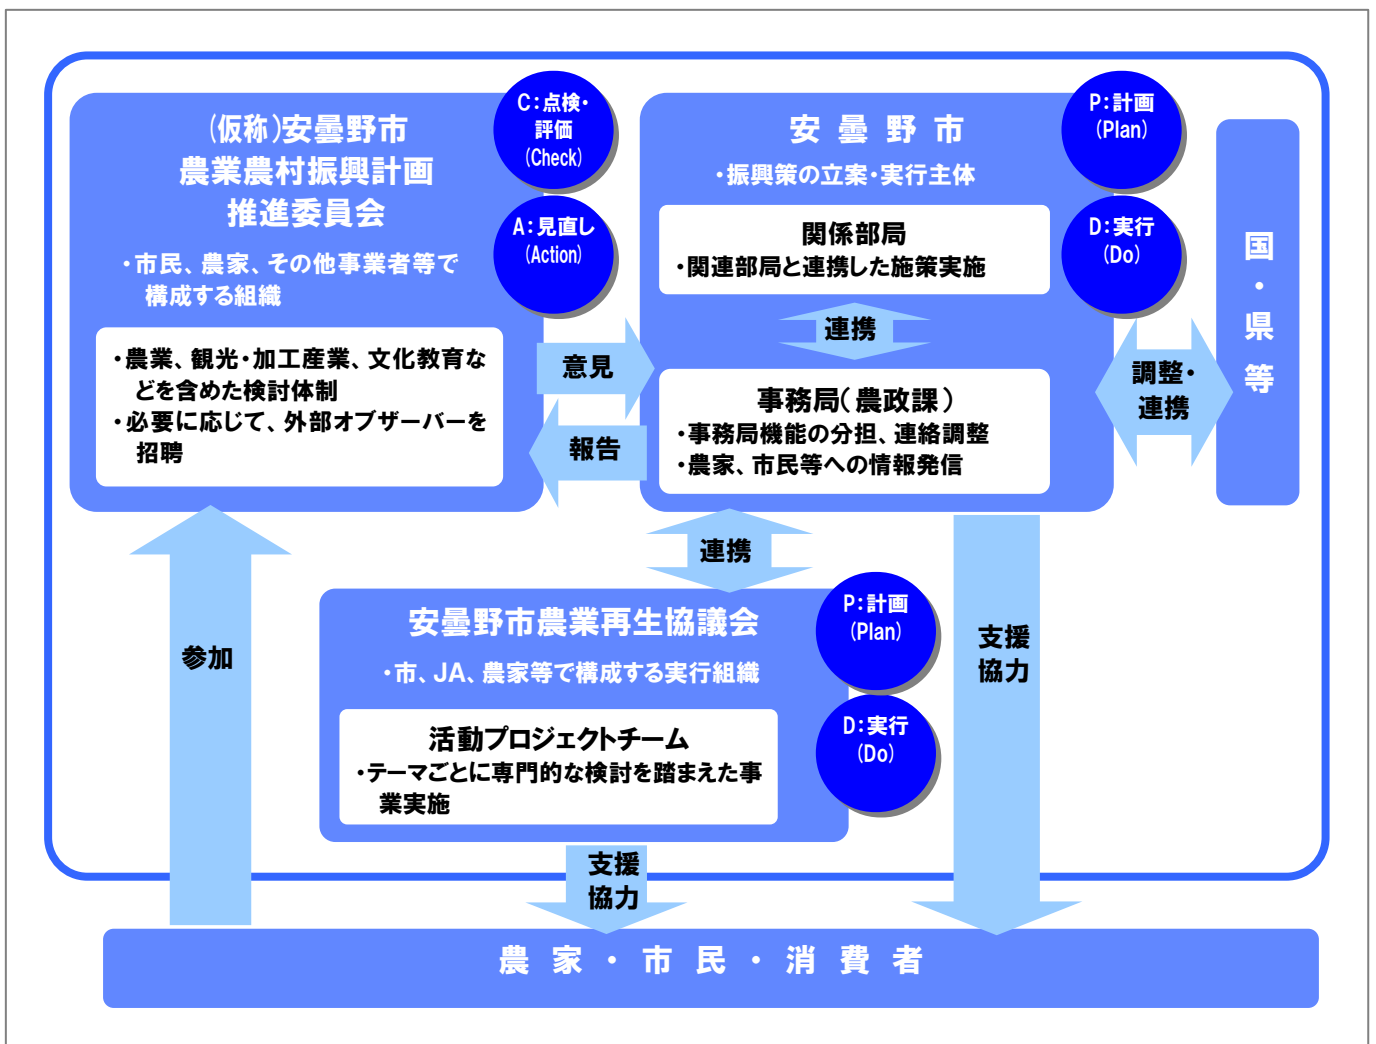 (仮称)安曇野市
農業農村振興計画
推進委員会
・市民、農家、その他事業者等で
構成する組織
・農業、観光・加工産業、文化教育な
どを含めた検討体制
・必要に応じて、外部オブザーバーを
招聘
C:点検・
評価
(Check)
A:見直し
(Action)
意見
報告
安曇野市
・振興策の立案・実行主体
関係部局
・関連部局と連携した施策実施
連携
事務局(農政課)
・事務局機能の分担、連絡調整
・農家、市民等への情報発信
P:計画
(Plan)
D:実行
(Do)
調整・
連携
国・県等
連携
安曇野市農業再生協議会
・市、JA、農家等で構成する実行組織
活動プロジェクトチーム
・テーマごとに専門的な検討を踏まえた事
業実施
P:計画
(Plan)
D:実行
(Do)
参加
支援
協力
支援
協力
農家・市民・消費者